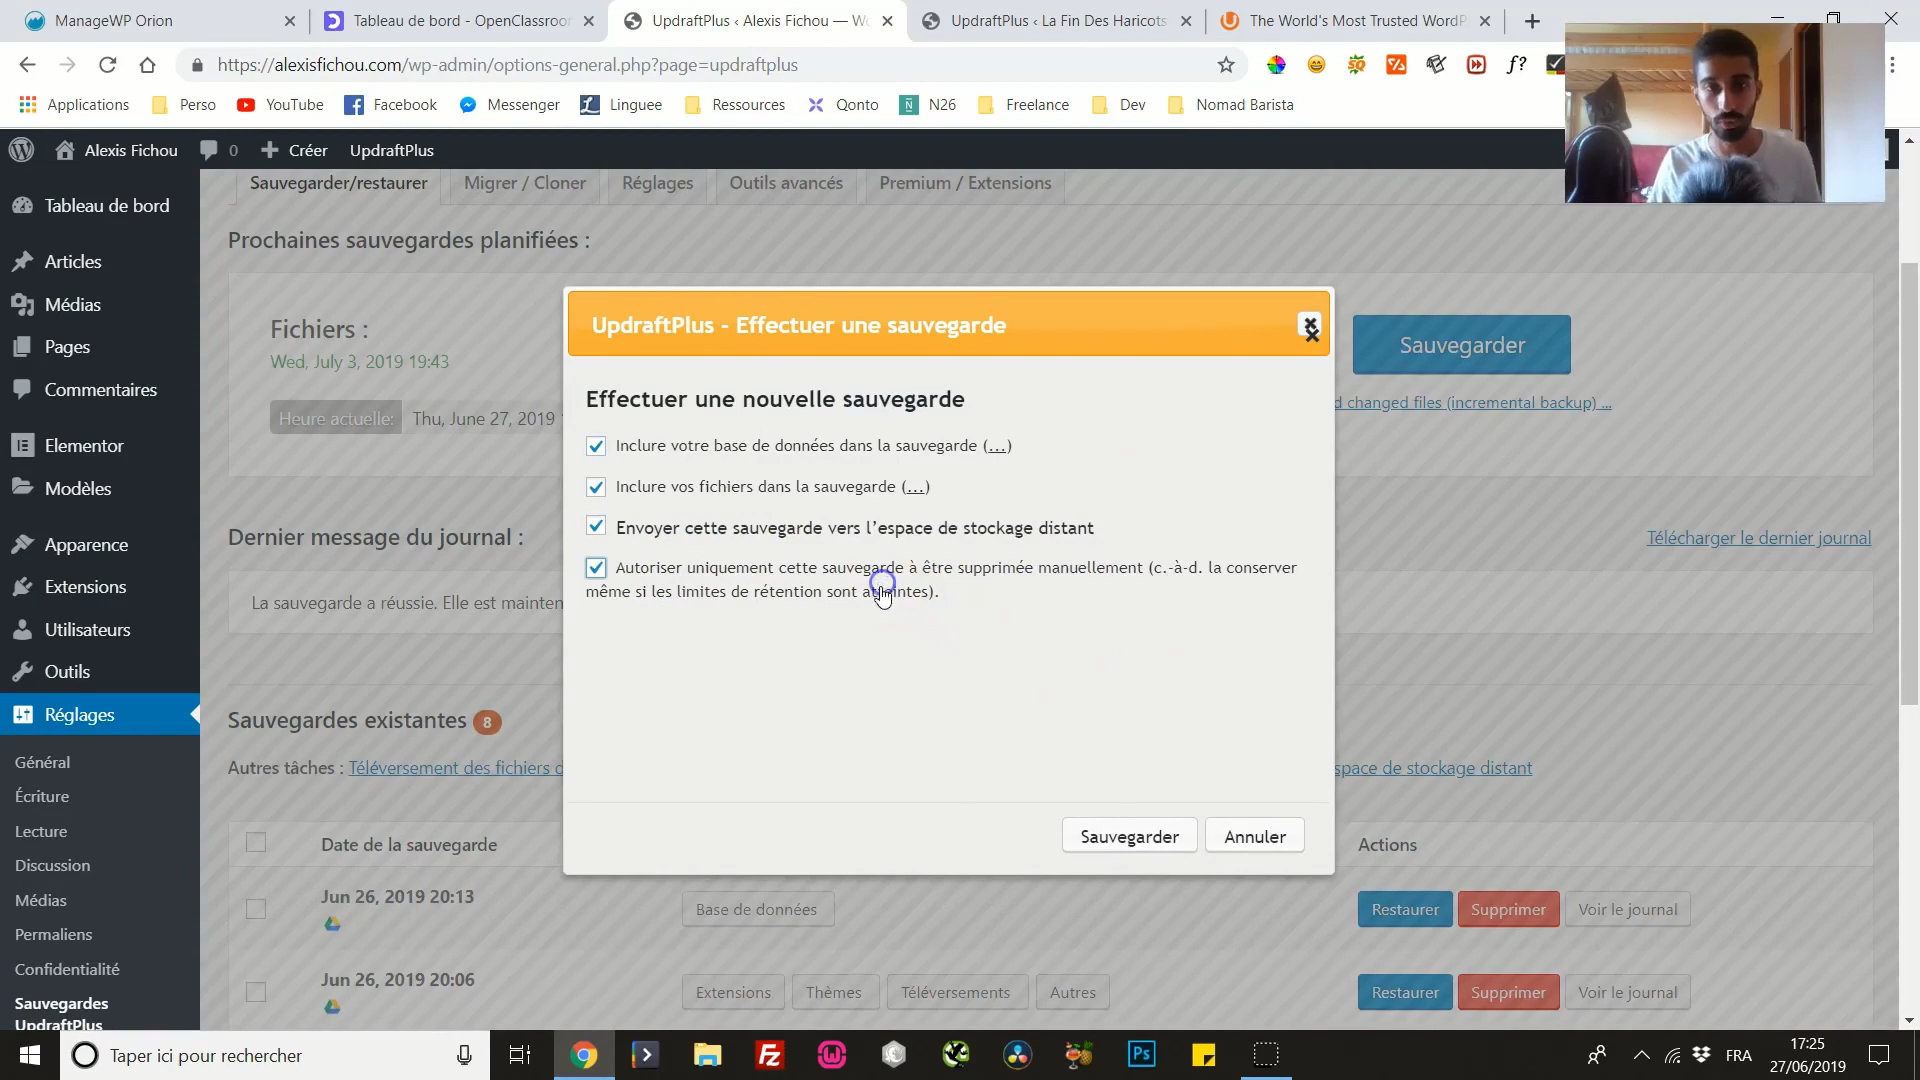 ManageWP Orion
Tableau de bord - OpenClassroor
UpdraftPlus ‹ Alexis Fichou — Wo
UpdraftPlus ‹ La Fin Des Haricots
The World's Most Trusted WordP
https://alexisfichou.com/wp-admin/options-general.php?page=updraftplus
Applications
Perso
YouTube
Facebook
Messenger
Linguee
Ressources
Qonto
N26
Freelance
Dev
Nomad Barista
Alexis Fichou
0
Créer
UpdraftPlus
Sauvegarder/restaurer
Migrer / Cloner
Réglages
Outils avancés
Premium / Extensions
Tableau de bord
Articles
Médias
Pages
Commentaires
Elementor
Modèles
Apparence
Extensions
Utilisateurs
Outils
Réglages
Général
Écriture
Lecture
Discussion
Médias
Permaliens
Confidentialité
Sauvegardes
UpdraftPlus
Prochaines sauvegardes planifiées :
Fichiers :
Wed, July 3, 2019 19:43
Heure actuelle:
Thu, June 27, 2019
Sauvegarder
d changed files (incremental backup) ...
UpdraftPlus - Effectuer une sauvegarde
Effectuer une nouvelle sauvegarde
Inclure votre base de données dans la sauvegarde (...)
Inclure vos fichiers dans la sauvegarde (...)
Envoyer cette sauvegarde vers l'espace de stockage distant
Autoriser uniquement cette sauvegarde à être supprimée manuellement (c.-à-d. la conserver
même si les limites de rétention sont atteintes).
Sauvegarder
Annuler
Dernier message du journal :
Télécharger le dernier journal
La sauvegarde a réussie. Elle est mainten
Sauvegardes existantes 8
Autres tâches : Téléversement des fichiers d
space de stockage distant
Date de la sauvegarde
Actions
Jun 26, 2019 20:13
Base de données
Restaurer
Supprimer
Voir le journal
Jun 26, 2019 20:06
Extensions
Thèmes
Téléversements
Autres
Restaurer
Supprimer
Voir le journal
Taper ici pour rechercher
Ps
FRA
17:25
27/06/2019